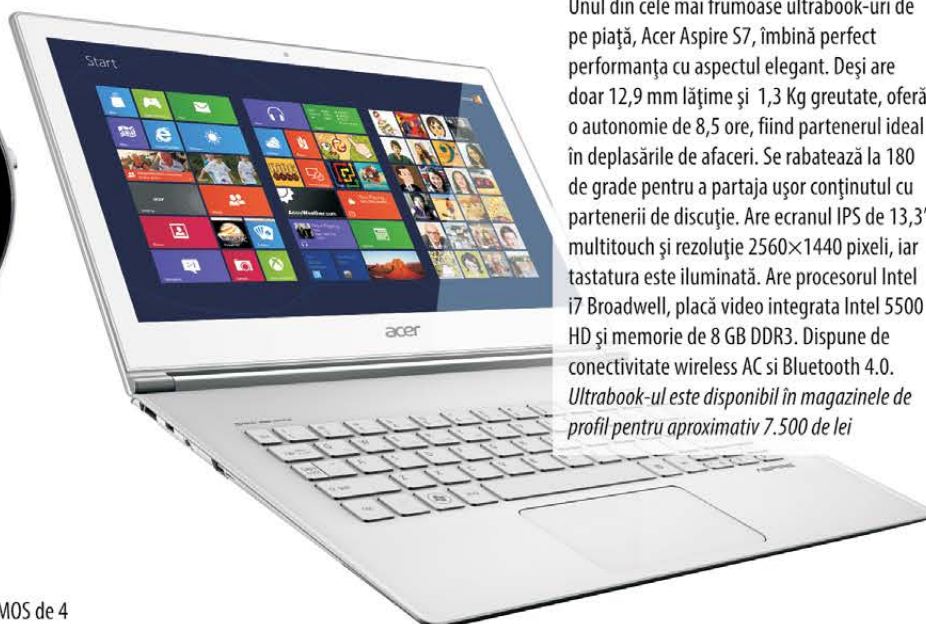 Unul din cele mai frumoase ultrabook-uri de
pe piaţă, Acer Aspire S7, îmbină perfect
performanţa cu aspectul elegant. Deşi are
doar 12,9 mm lăţime şi 1,3 Kg greutate, oferă
o autonomie de 8,5 ore, fiind partenerul ideal
în deplasările de afaceri. Se rabatează la 180
de grade pentru a partaja uşor conţinutul cu
partenerii de discuţie. Are ecranul IPS de 13,3"
multitouch şi rezoluţie 2560×1440 pixeli, iar
tastatura este iluminată. Are procesorul Intel
i7 Broadwell, placă video integrata Intel 5500
HD şi memorie de 8 GB DDR3. Dispune de
conectivitate wireless AC si Bluetooth 4.0.
Ultrabook-ul este disponibil în magazinele de
profil pentru aproximativ 7.500 de lei
Start
AccuWeather.com
acer
MOS de 4